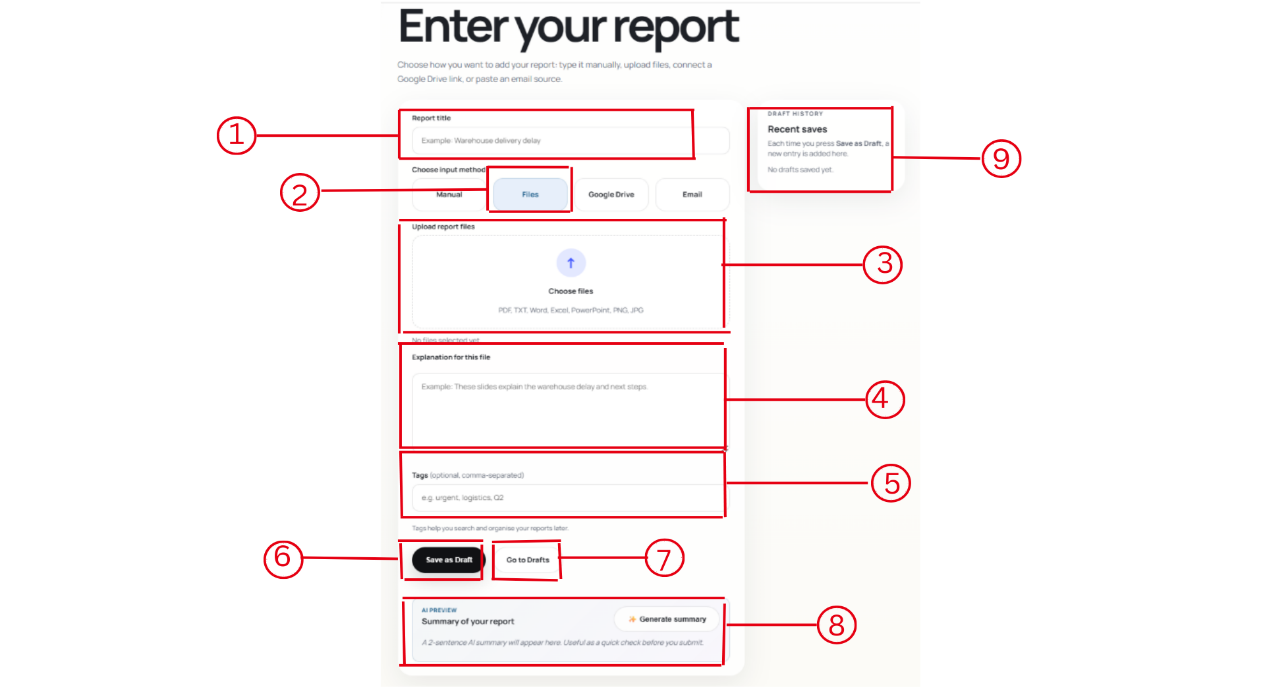 Enter your report
Choose how you want to add your report: type it manually, upload files, connect a
Google Drive link, or paste an email source.
1
Report title
Example: Warehouse delivery delay
2
Choose input method
Manual
Files
Google Drive
Email
3
Upload report files
↑
Choose files
PDF, TXT, Word, Excel, PowerPoint, PNG, JPG
No files selected yet
4
Explanation for this file
Example: These slides explain the warehouse delay and next steps.
5
Tags (optional, comma-separated)
e.g. urgent, logistics, Q2
Tags help you search and organise your reports later.
6
Save as Draft
Go to Drafts
7
AI PREVIEW
Summary of your report
✨ Generate summary
A 2-sentence AI summary will appear here. Useful as a quick check before you submit.
8
DRAFT HISTORY
Recent saves
Each time you press Save as Draft, a
new entry is added here.
No drafts saved yet.
9